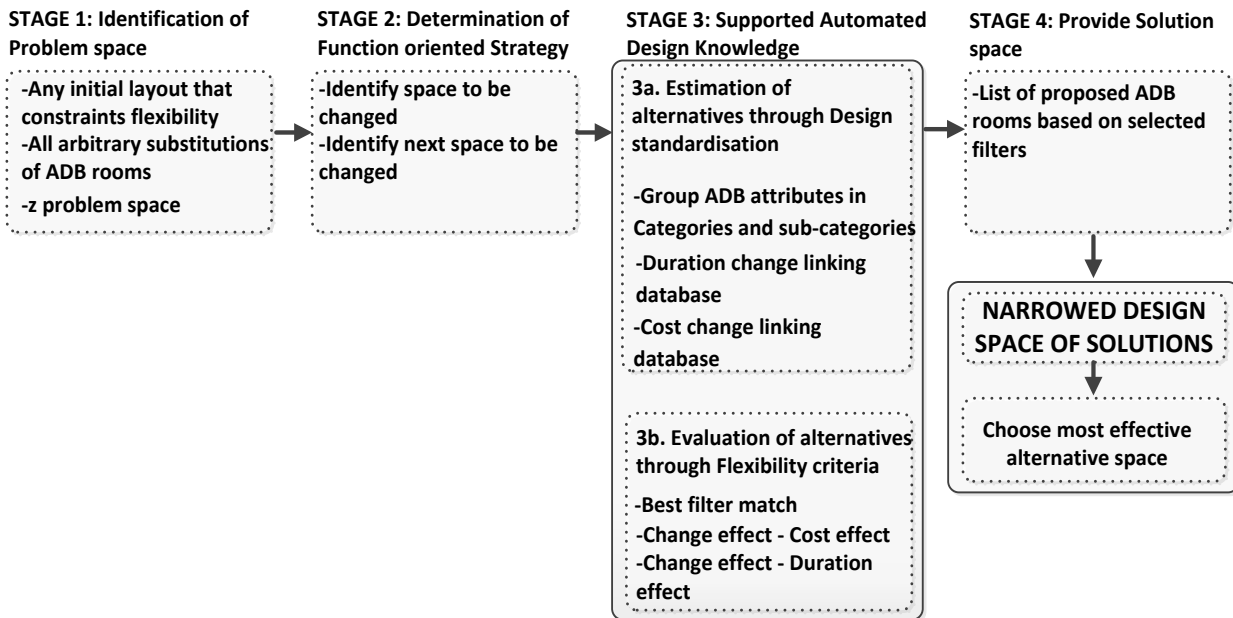 STAGE 1: Identification of
Problem space
-Any initial layout that
constraints flexibility
-All arbitrary substitutions
of ADB rooms
-z problem space
STAGE 2: Determination of
Function oriented Strategy
-Identify space to be
changed
-Identify next space to be
changed
STAGE 3: Supported Automated
Design Knowledge
3a. Estimation of
alternatives through Design
standardisation
-Group ADB attributes in
Categories and sub-categories
-Duration change linking
database
-Cost change linking
database
3b. Evaluation of alternatives
through Flexibility criteria
-Best filter match
-Change effect - Cost effect
-Change effect - Duration
effect
STAGE 4: Provide Solution
space
-List of proposed ADB
rooms based on selected
filters
NARROWED DESIGN
SPACE OF SOLUTIONS
Choose most effective
alternative space